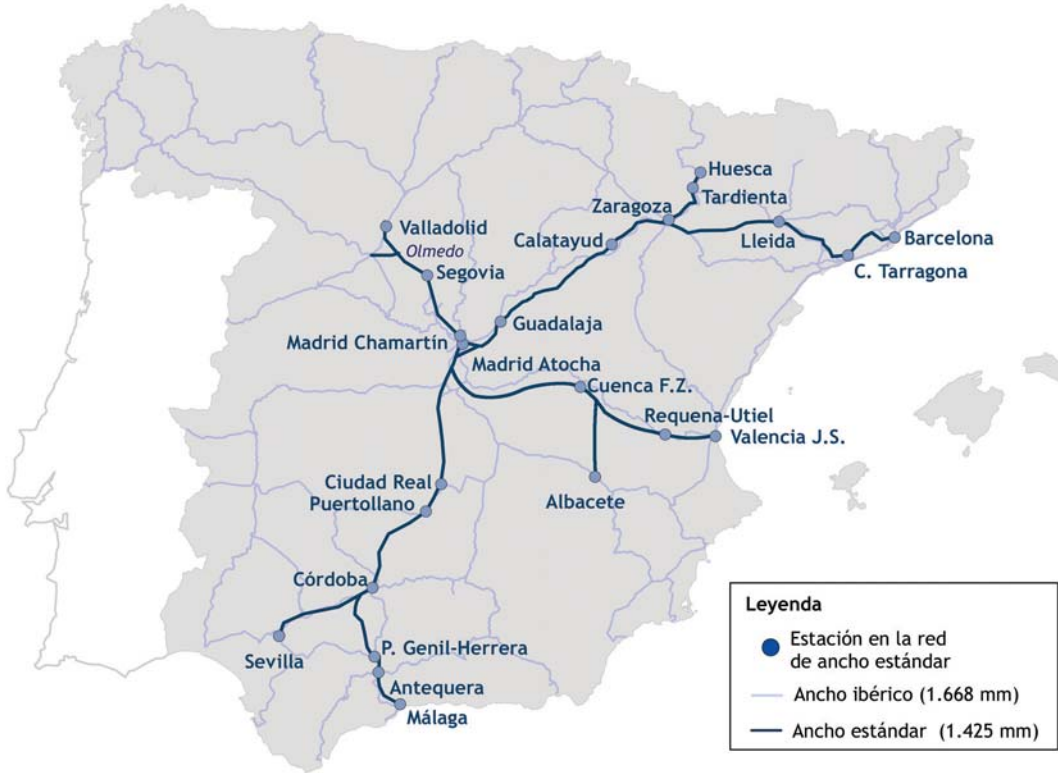 Huesca
Tardienta
Zaragoza
Valladolid
Calatayud
Lleida
Barcelona
Olmedo
C. Tarragona
Segovia
Guadalaja
Madrid Chamartín
Madrid Atocha
Cuenca F.Z.
Requena-Utiel
Valencia J.S.
Ciudad Real
Albacete
Puertollano
Córdoba
P. Genil-Herrera
Sevilla
Antequera
Málaga
Leyenda
Estación en la red
de ancho estándar
Ancho ibérico (1.668 mm)
Ancho estándar (1.425 mm)